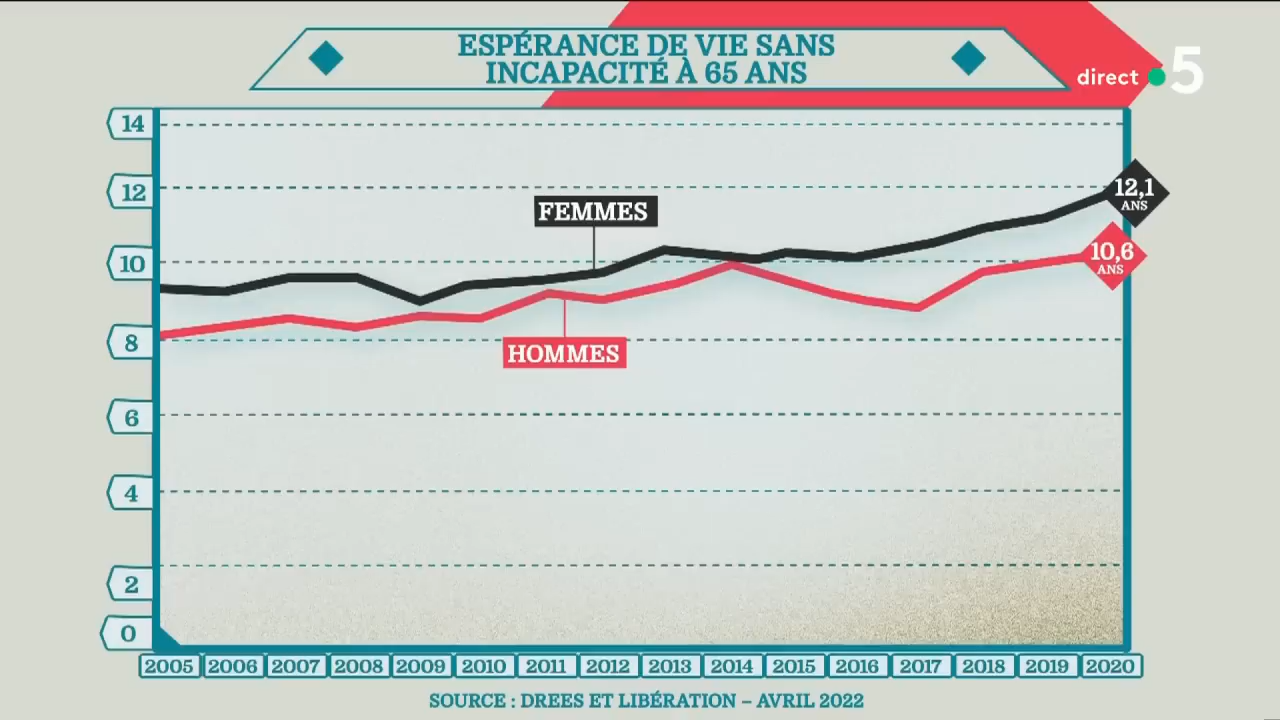 ESPÉRANCE DE VIE SANS
INCAPACITÉ À 65 ANS
direct 5
14
12
12,1
ANS
FEMMES
10
10,6
ANS
8
HOMMES
6
4
2
0
2005 2006 2007 2008 2009 2010 2011 2012 2013 2014 2015 2016 2017 2018 2019 2020
SOURCE : DREES ET LIBÉRATION – AVRIL 2022